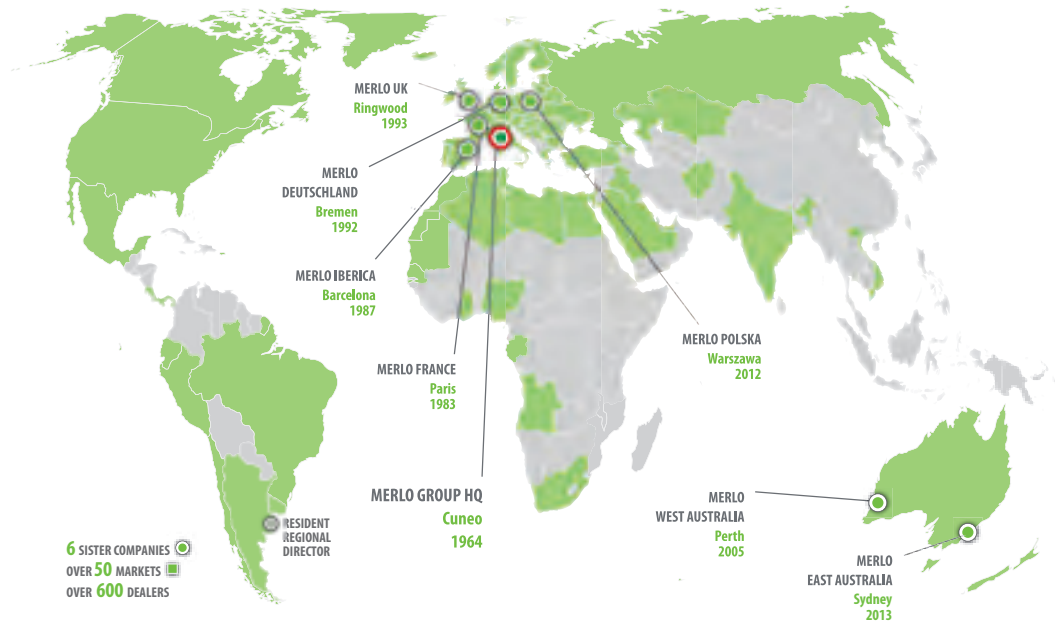 MERLO UK
Ringwood
1993
MERLO
DEUTSCHLAND
Bremen
1992
MERLO IBERICA
Barcelona
1987
MERLO FRANCE
Paris
1983
MERLO GROUP HQ
Cuneo
1964
MERLO POLSKA
Warszawa
2012
MERLO
WEST AUSTRALIA
Perth
2005
MERLO
EAST AUSTRALIA
Sydney
2013
RESIDENT
REGIONAL
DIRECTOR
6 SISTER COMPANIES
OVER 50 MARKETS
OVER 600 DEALERS